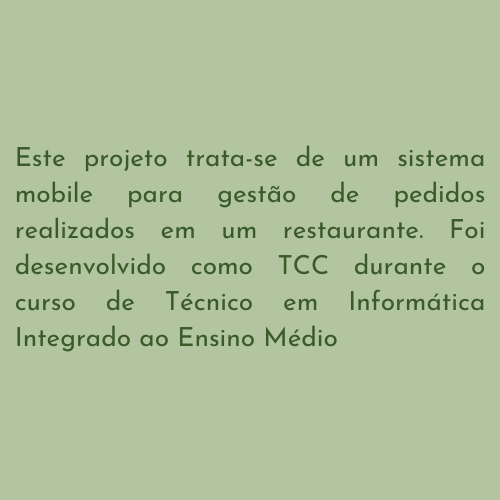 Este projeto trata-se de um sistema
mobile para gestão de pedidos
realizados em um restaurante. Foi
desenvolvido como TCC durante o
curso de Técnico em Informática
Integrado ao Ensino Médio